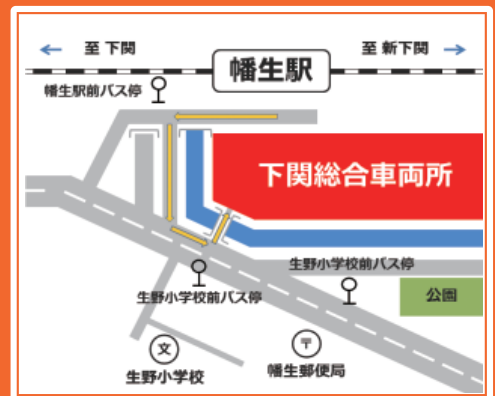 ← 至 下関
至 新下関 →
幡生駅
幡生駅前バス停
下関総合車両所
生野小学校前バス停
公園
生野小学校前バス停
文
〒
生野小学校
幡生郵便局